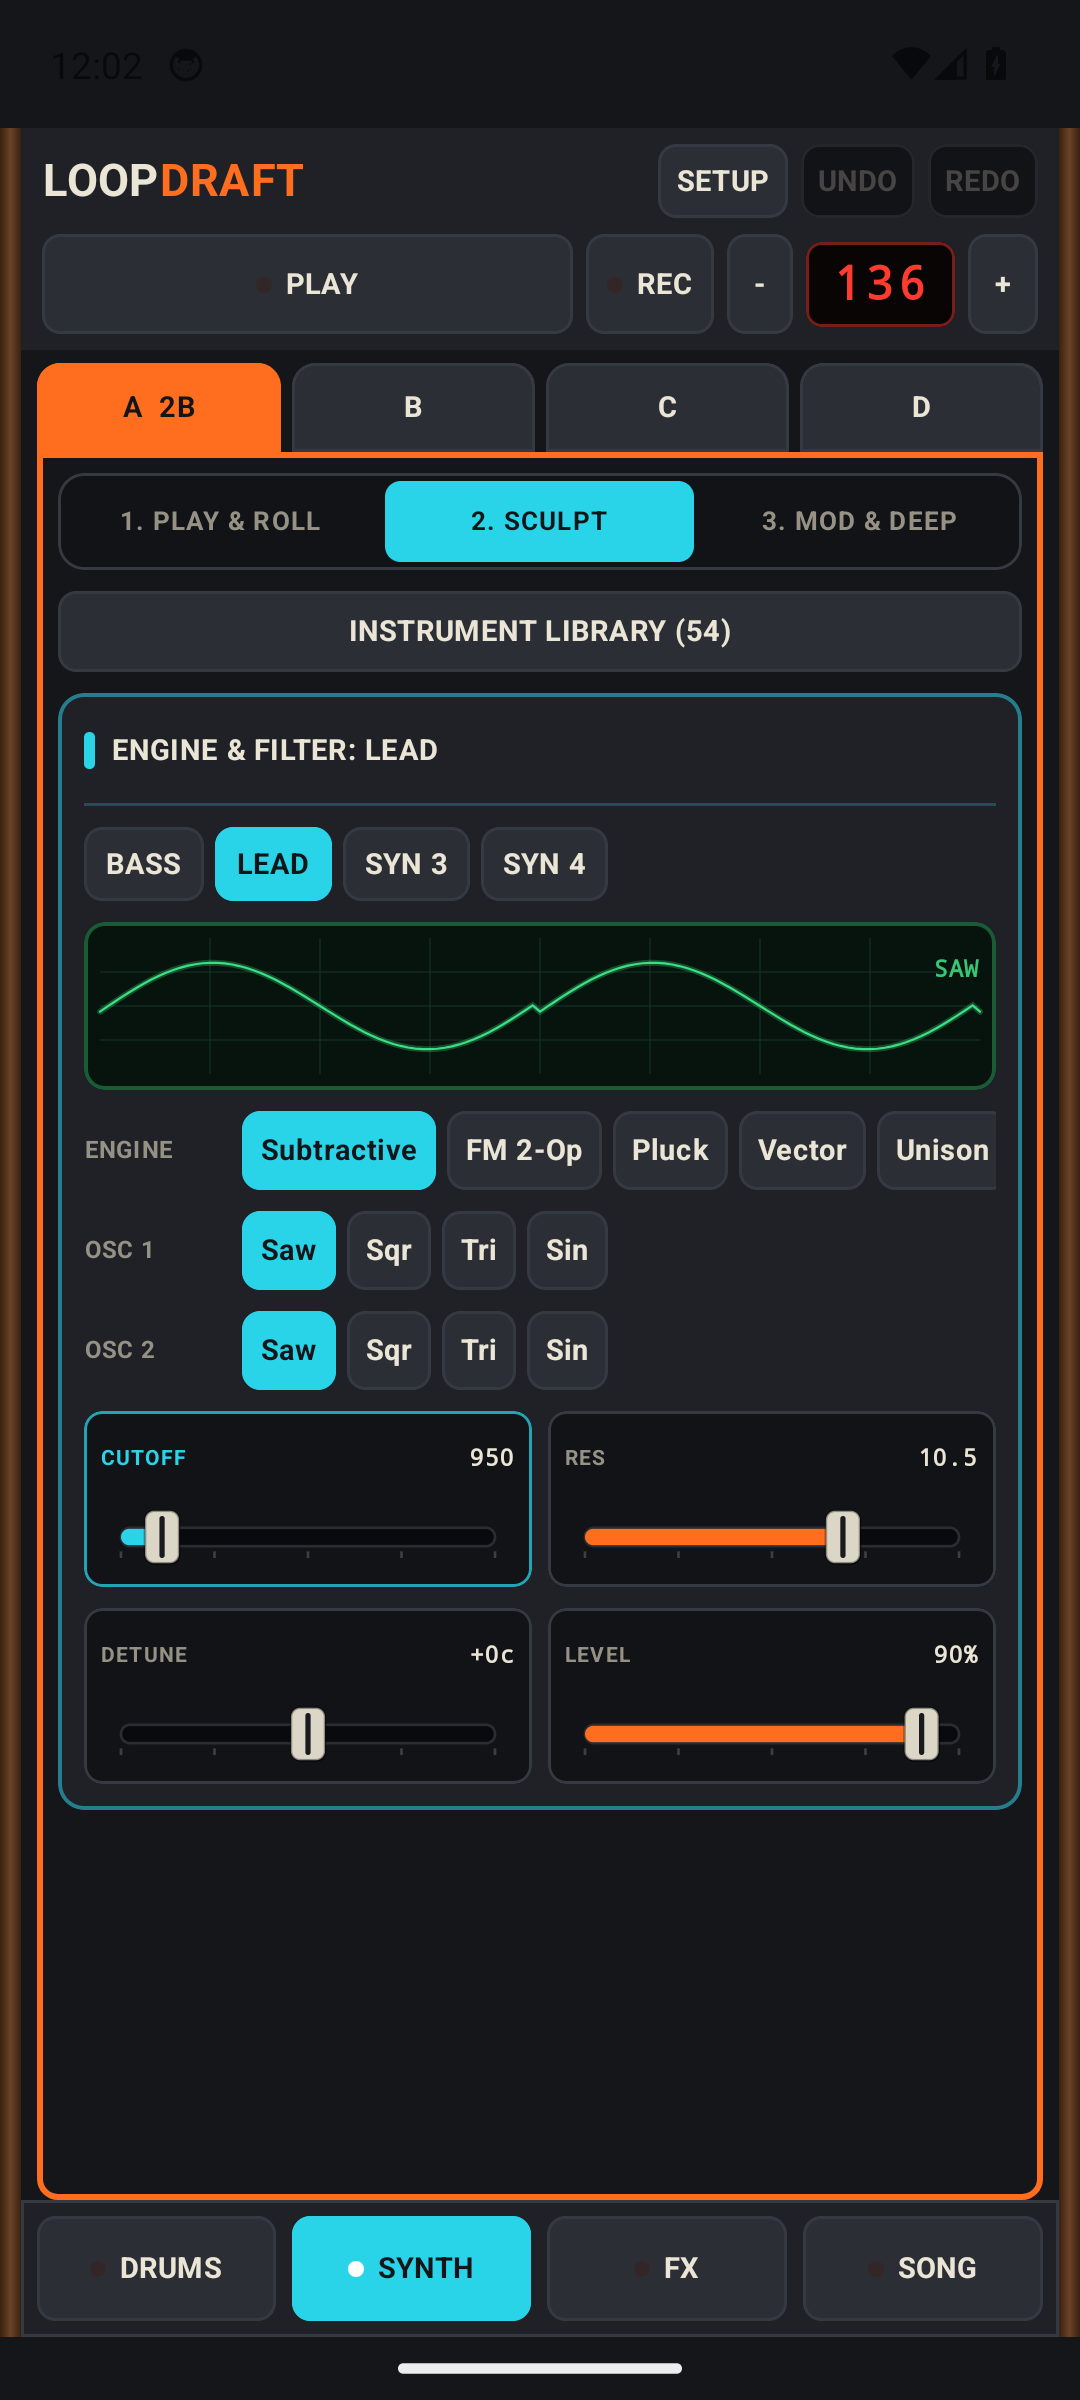 12:02
LOOPDRAFT
SETUP UNDO REDO
PLAY REC - 136 +
A 2B B C D
1. PLAY & ROLL 2. SCULPT 3. MOD & DEEP
INSTRUMENT LIBRARY (54)
ENGINE & FILTER: LEAD
BASS LEAD SYN 3 SYN 4
SAW
ENGINE Subtractive FM 2-Op Pluck Vector Unison
OSC 1 Saw Sqr Tri Sin
OSC 2 Saw Sqr Tri Sin
CUTOFF 950 RES 10.5
DETUNE +0c LEVEL 90%
DRUMS SYNTH FX SONG